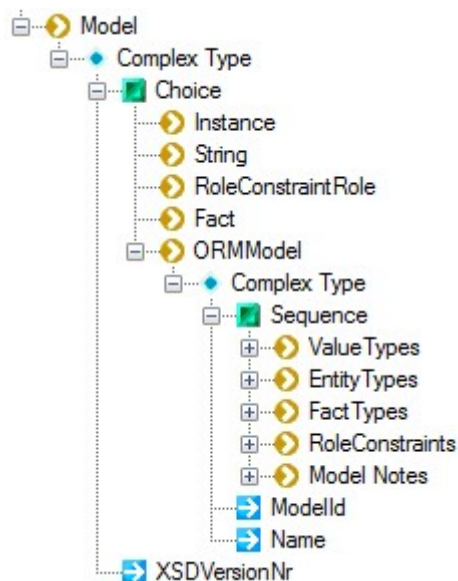 Model
Complex Type
Choice
Instance
String
RoleConstraintRole
Fact
ORMModel
Complex Type
Sequence
ValueTypes
EntityTypes
FactTypes
RoleConstraints
Model Notes
ModelId
Name
XSDVersionNr